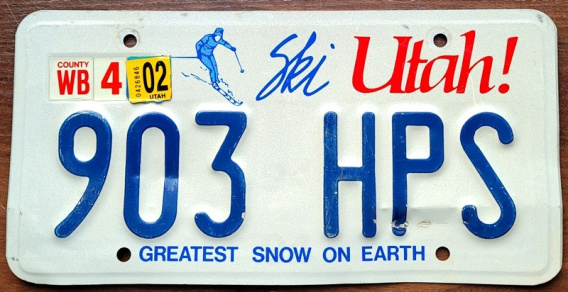 Ski Utah!
COUNTY
WB 4 02
0426846
UTAH
903 HPS
GREATEST SNOW ON EARTH